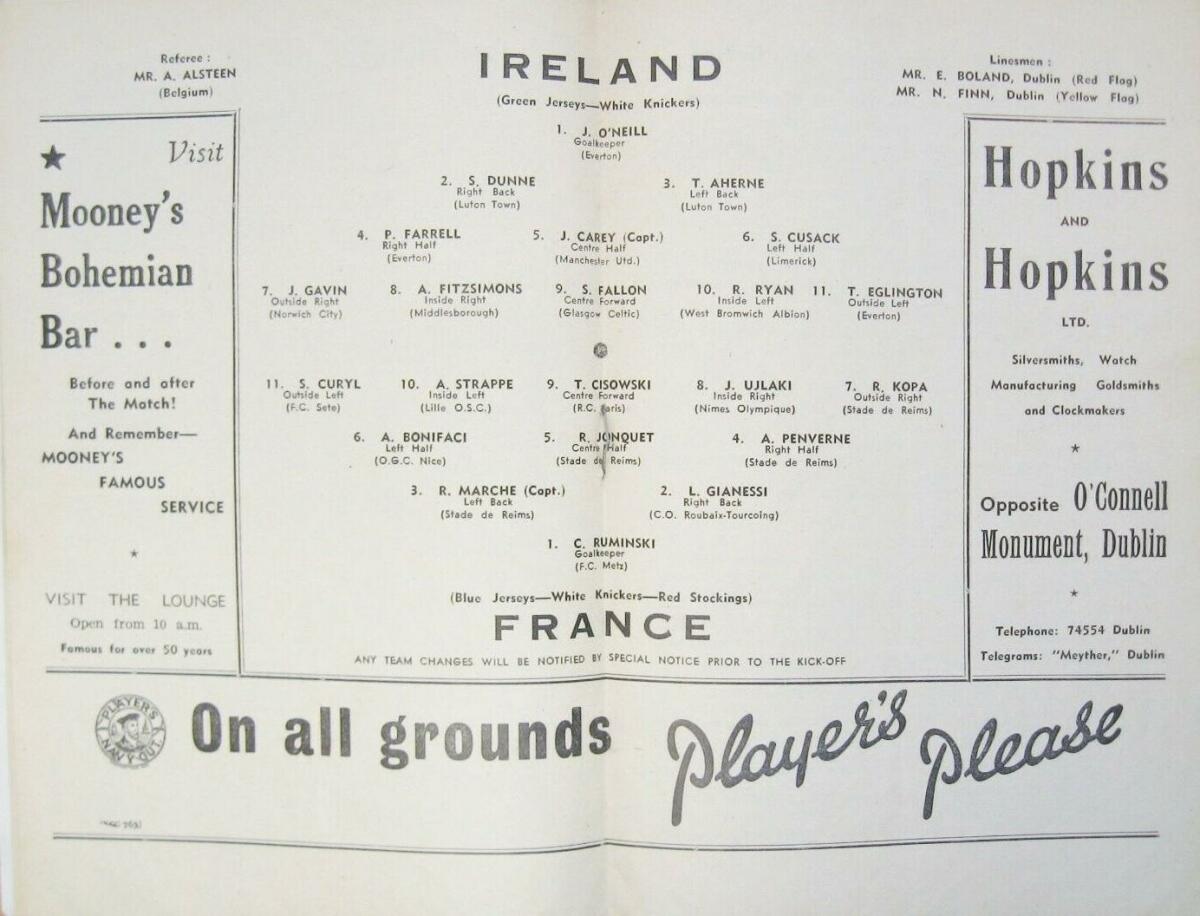 Referee :
MR. A. ALSTEEN
(Belgium)
IRELAND
(Green Jerseys—White Knickers)
Linesmen :
MR. E. BOLAND, Dublin (Red Flag)
MR. N. FINN, Dublin (Yellow Flag)
Visit
Mooney's
Bohemian
Bar . . .
Before and after
The Match!
And Remember—
MOONEY'S
FAMOUS
SERVICE
VISIT THE LOUNGE
Open from 10 a.m.
Famous for over 50 years
1. J. O'NEILL
Goalkeeper
(Everton)
2. S. DUNNE
Right Back
(Luton Town)
3. T. AHERNE
Left Back
(Luton Town)
4. P. FARRELL
Right Half
(Everton)
5. J. CAREY (Capt.)
Centre Half
(Manchester Utd.)
6. S. CUSACK
Left Half
(Limerick)
7. J. GAVIN
Outside Right
(Norwich City)
8. A. FITZSIMONS
Inside Right
(Middlesborough)
9. S. FALLON
Centre Forward
(Glasgow Celtic)
10. R. RYAN
Inside Left
(West Bromwich Albion)
11. T. EGLINGTON
Outside Left
(Everton)
11. S. CURYL
Outside Left
(F.C. Sete)
10. A. STRAPPE
Inside Left
(Lille O.S.C.)
9. T. CISOWSKI
Centre Forward
(R.C. aris)
8. J. UJLAKI
Inside Right
(Nimes Olympique)
7. R. KOPA
Outside Right
(Stade de Reims)
6. A. BONIFACI
Left Half
(O.G.C. Nice)
5. R. JONQUET
Centre Half
(Stade de Reims)
4. A. PENVERNE
Right Half
(Stade de Reims)
3. R. MARCHE (Capt.)
Left Back
(Stade de Reims)
2. L. GIANESSI
Right Back
(C.O. Roubaix-Tourcoing)
1. C. RUMINSKI
Goalkeeper
(F.C. Metz)
(Blue Jerseys—White Knickers—Red Stockings)
FRANCE
ANY TEAM CHANGES WILL BE NOTIFIED BY SPECIAL NOTICE PRIOR TO THE KICK-OFF
Hopkins
AND
Hopkins
LTD.
Silversmiths, Watch
Manufacturing Goldsmiths
and Clockmakers
Opposite O'Connell
Monument, Dublin
Telephone: 74554 Dublin
Telegrams: "Meyther," Dublin
PLAYER'S
NAVY CUT
On all grounds
Player's Please